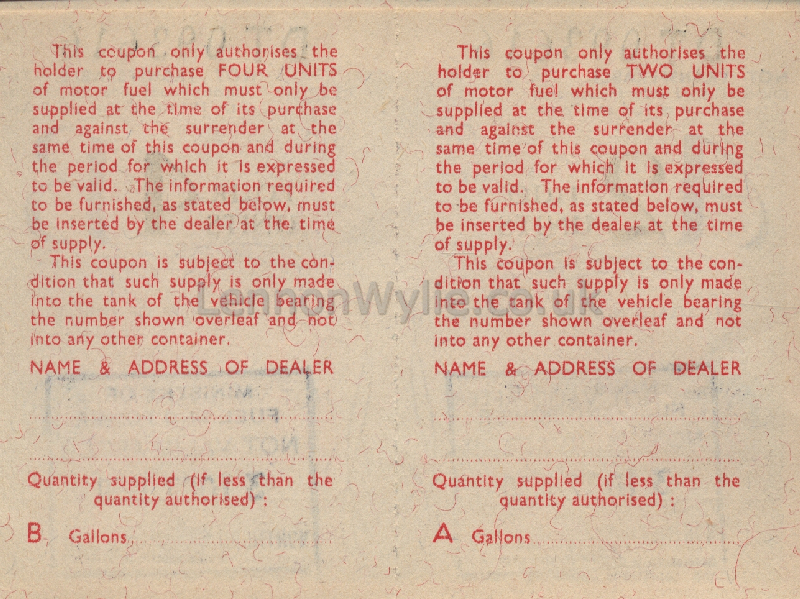 This coupon only authorises the
holder to purchase FOUR UNITS
of motor fuel which must only be
supplied at the time of its purchase
and against the surrender at the
same time of this coupon and during
the period for which it is expressed
to be valid. The information required
to be furnished, as stated below, must
be inserted by the dealer at the time
of supply.
This coupon is subject to the con-
dition that such supply is only made
into the tank of the vehicle bearing
the number shown overleaf and not
into any other container.
NAME & ADDRESS OF DEALER
Quantity supplied (if less than the
quantity authorised) :
B Gallons
This coupon only authorises the
holder to purchase TWO UNITS
of motor fuel which must only be
supplied at the time of its purchase
and against the surrender at the
same time of this coupon and during
the period for which it is expressed
to be valid. The information required
to be furnished, as stated below, must
be inserted by the dealer at the time
of supply.
This coupon is subject to the con-
dition that such supply is only made
into the tank of the vehicle bearing
the number shown overleaf and not
into any other container.
NAME & ADDRESS OF DEALER
Quantity supplied (if less than the
quantity authorised) :
A Gallons
LennonWylie.co.uk